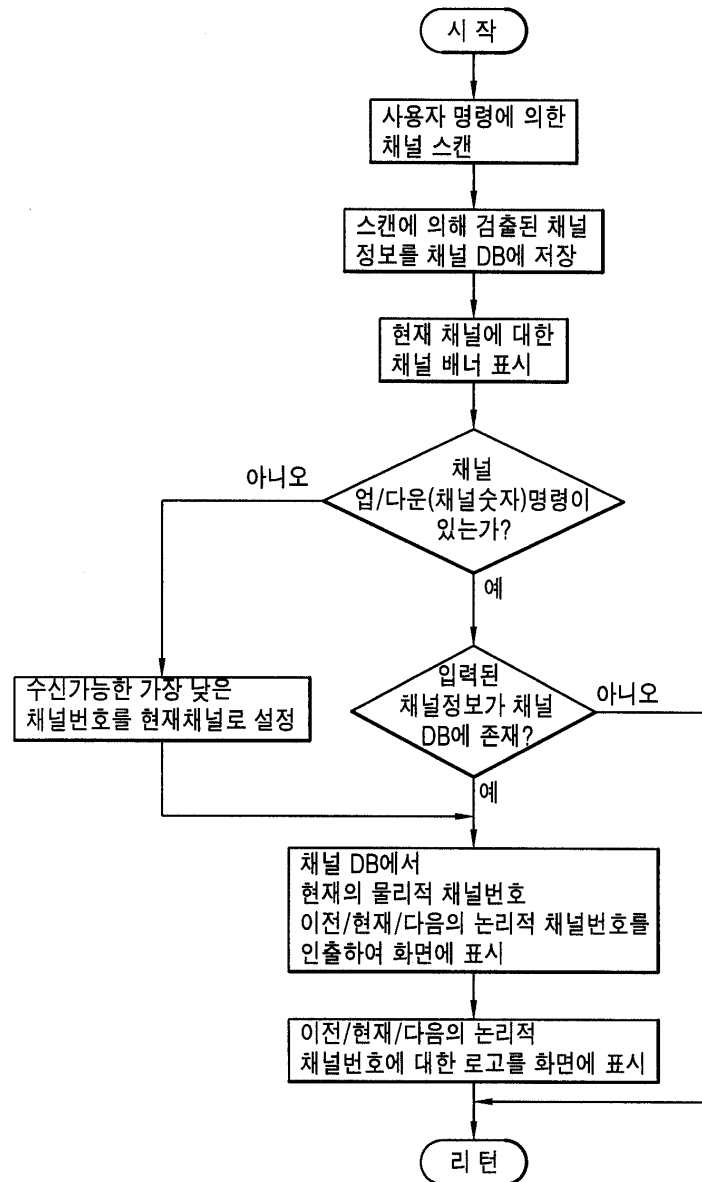 시 작
사용자 명령에 의한
채널 스캔
스캔에 의해 검출된 채널
정보를 채널 DB에 저장
현재 채널에 대한
채널 배너 표시
채널
업/다운(채널숫자)명령이
있는가?
아니오
예
수신가능한 가장 낮은
채널번호를 현재채널로 설정
입력된
채널정보가 채널
DB에 존재?
아니오
예
채널 DB에서
현재의 물리적 채널번호
이전/현재/다음의 논리적 채널번호를
인출하여 화면에 표시
이전/현재/다음의 논리적
채널번호에 대한 로고를 화면에 표시
리 턴